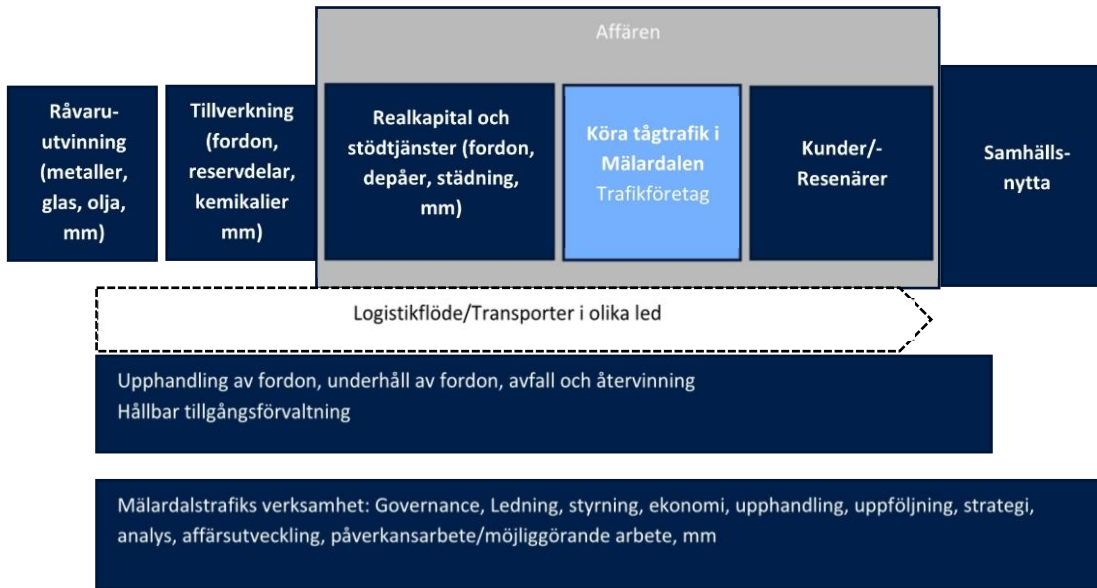 Affären
Råvaru-
utvinning
(metaller,
glas, olja,
mm)
Tillverkning
(fordon,
reservdelar,
kemikalier
mm)
Realkapital och
stödtjänster (fordon,
depåer, städning,
mm)
Köra tågtrafik i
Mälardalen
Trafikföretag
Kunder/-
Resenärer
Samhälls-
nytta
Logistikflöde/Transporter i olika led
Upphandling av fordon, underhåll av fordon, avfall och återvinning
Hållbar tillgångsförvaltning
Mälardalstrafiks verksamhet: Governance, Ledning, styrning, ekonomi, upphandling, uppföljning, strategi,
analys, affärsutveckling, påverkansarbete/möjliggörande arbete, mm